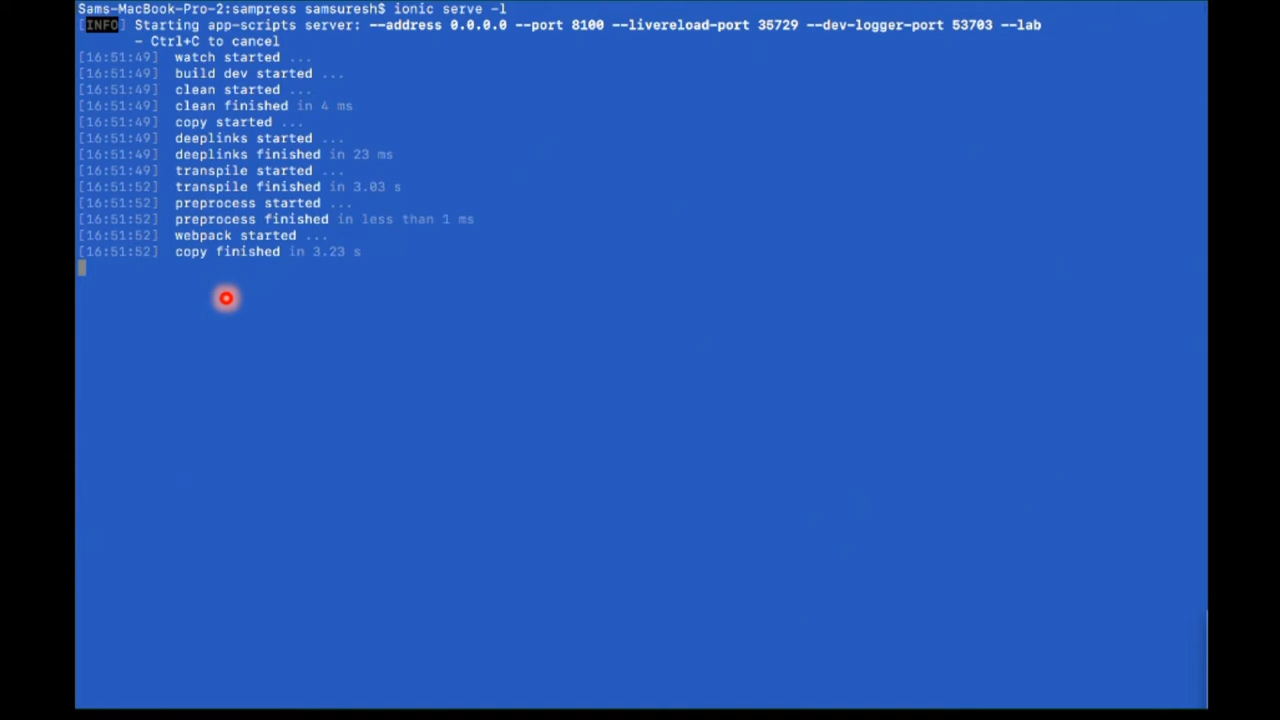 Sams-MacBook-Pro-2:sampress samsuresh$ ionic serve -l
[INFO] Starting app-scripts server: --address 0.0.0.0 --port 8100 --livereload-port 35729 --dev-logger-port 53703 --lab
- Ctrl+C to cancel
[16:51:49] watch started ...
[16:51:49] build dev started ...
[16:51:49] clean started ...
[16:51:49] clean finished in 4 ms
[16:51:49] copy started ...
[16:51:49] deeplinks started ...
[16:51:49] deeplinks finished in 23 ms
[16:51:49] transpile started ...
[16:51:52] transpile finished in 3.03 s
[16:51:52] preprocess started ...
[16:51:52] preprocess finished in less than 1 ms
[16:51:52] webpack started ...
[16:51:52] copy finished in 3.23 s